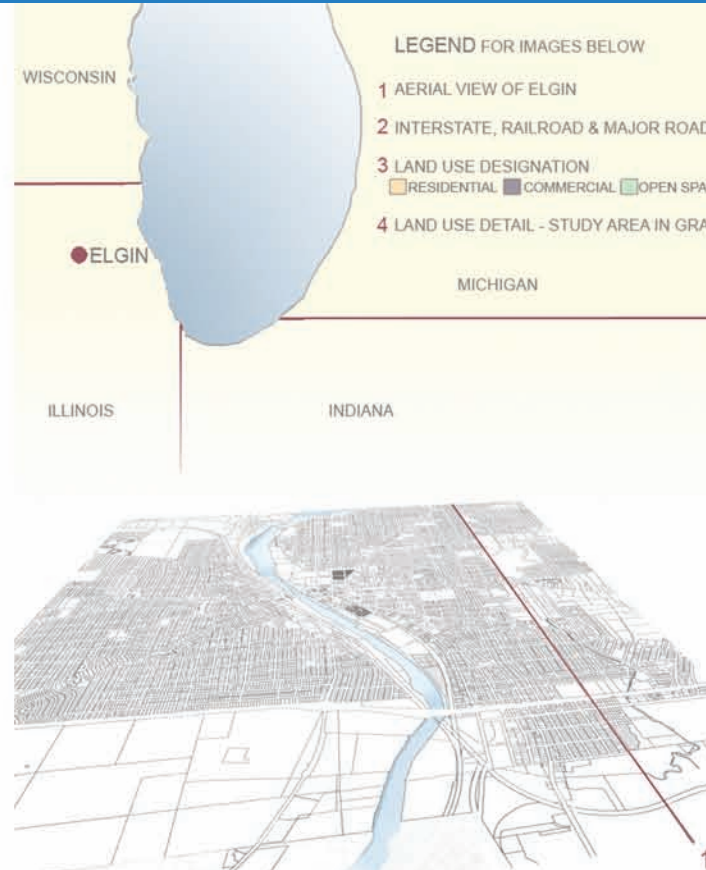 LEGEND FOR IMAGES BELOW
WISCONSIN
1 AERIAL VIEW OF ELGIN
2 INTERSTATE, RAILROAD & MAJOR ROAD
3 LAND USE DESIGNATION
RESIDENTIAL COMMERCIAL OPEN SPA
4 LAND USE DETAIL - STUDY AREA IN GRA
ELGIN
MICHIGAN
ILLINOIS
INDIANA
1